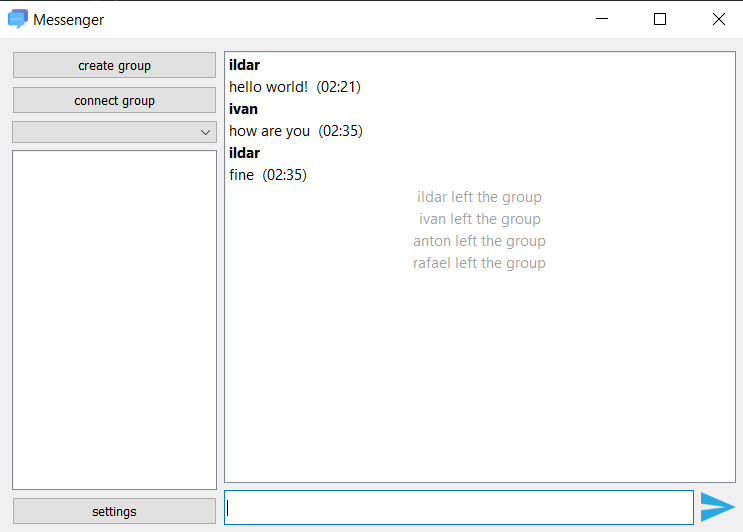 Messenger
create group
connect group
settings
ildar
hello world!  (02:21)
ivan
how are you  (02:35)
ildar
fine  (02:35)
ildar left the group
ivan left the group
anton left the group
rafael left the group